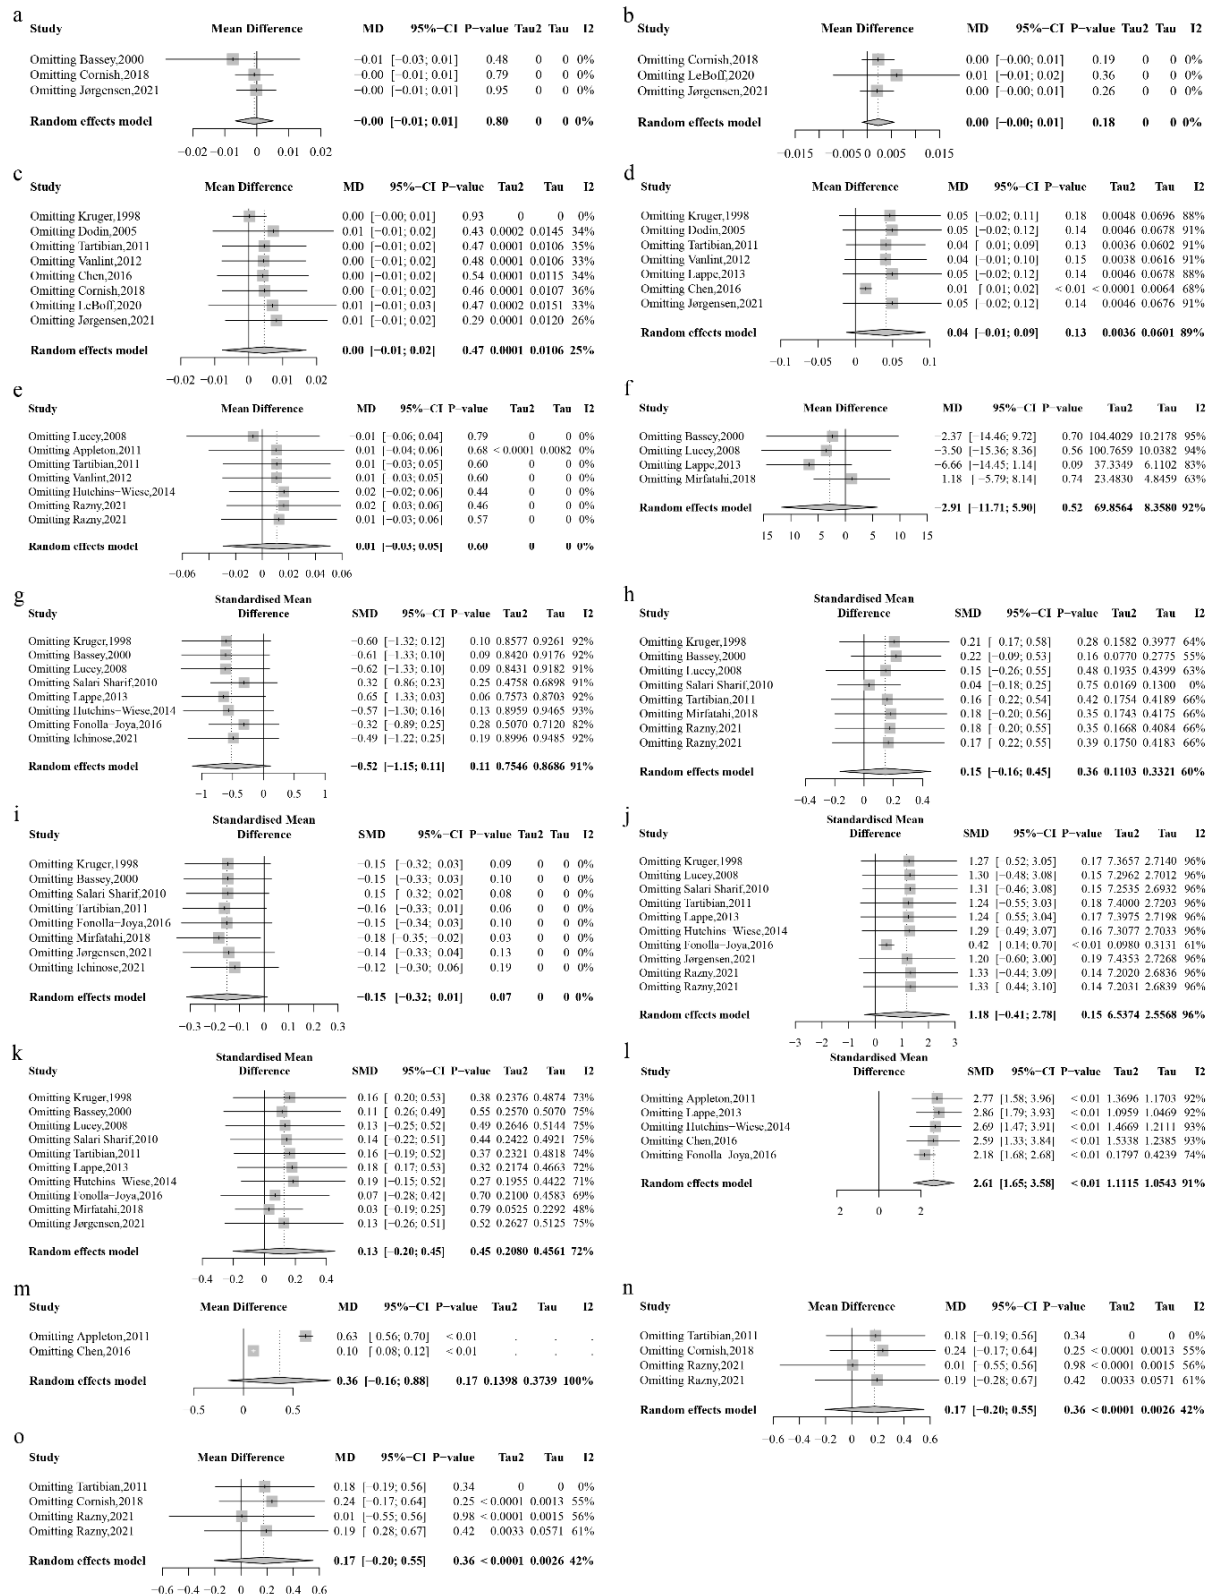 a
Study Mean Difference MD 95%−CI P−value Tau2 Tau I2
Omitting Bassey,2000 −0.01 [−0.03; 0.01] 0.48 0 0 0%
Omitting Cornish,2018 −0.00 [−0.01; 0.01] 0.79 0 0 0%
Omitting Jørgensen,2021 −0.00 [−0.01; 0.01] 0.95 0 0 0%
Random effects model −0.00 [−0.01; 0.01] 0.80 0 0 0%
−0.02 −0.01 0 0.01 0.02
b
Study Mean Difference MD 95%−CI P−value Tau2 Tau I2
Omitting Cornish,2018 0.00 [−0.00; 0.01] 0.19 0 0 0%
Omitting LeBoff,2020 0.01 [−0.01; 0.02] 0.36 0 0 0%
Omitting Jørgensen,2021 0.00 [−0.00; 0.01] 0.26 0 0 0%
Random effects model 0.00 [−0.00; 0.01] 0.18 0 0 0%
−0.015 −0.005 0.005 0.015
c
Study Mean Difference MD 95%−CI P−value Tau2 Tau I2
Omitting Kruger,1998 0.00 [−0.00; 0.01] 0.93 0 0 0%
Omitting Dodin,2005 0.01 [−0.01; 0.02] 0.43 0.0002 0.0145 34%
Omitting Tartibian,2011 0.00 [−0.01; 0.02] 0.47 0.0001 0.0106 35%
Omitting Vanlint,2012 0.00 [−0.01; 0.02] 0.48 0.0001 0.0106 33%
Omitting Chen,2016 0.00 [−0.01; 0.02] 0.54 0.0001 0.0115 34%
Omitting Cornish,2018 0.00 [−0.01; 0.02] 0.46 0.0001 0.0107 36%
Omitting LeBoff,2020 0.01 [−0.01; 0.03] 0.47 0.0002 0.0151 33%
Omitting Jørgensen,2021 0.01 [−0.01; 0.02] 0.29 0.0001 0.0120 26%
Random effects model 0.00 [−0.01; 0.02] 0.47 0.0001 0.0106 25%
−0.02 −0.01 0 0.01 0.02
d
Study Mean Difference MD 95%−CI P−value Tau2 Tau I2
Omitting Kruger,1998 0.05 [−0.02; 0.11] 0.18 0.0048 0.0696 88%
Omitting Dodin,2005 0.05 [−0.02; 0.12] 0.14 0.0046 0.0678 91%
Omitting Tartibian,2011 0.04 [ 0.01; 0.09] 0.13 0.0036 0.0602 91%
Omitting Vanlint,2012 0.04 [−0.01; 0.10] 0.15 0.0038 0.0616 91%
Omitting Lappe,2013 0.05 [−0.02; 0.12] 0.14 0.0046 0.0678 88%
Omitting Chen,2016 0.01 [ 0.01; 0.02] < 0.01 < 0.0001 0.0064 8%
Omitting Jørgensen,2021 0.05 [−0.02; 0.12] 0.14 0.0046 0.0676 91%
Random effects model 0.04 [−0.01; 0.09] 0.13 0.0036 0.0601 89%
−0.1 −0.05 0 0.05 0.1
e
Study Mean Difference MD 95%−CI P−value Tau2 Tau I2
Omitting Lucey,2008 −0.01 [−0.06; 0.04] 0.79 0 0 0%
Omitting Appleton,2011 0.01 [−0.04; 0.06] 0.68 < 0.0001 0.0082 0%
Omitting Tartibian,2011 0.01 [−0.03; 0.05] 0.60 0 0 0%
Omitting Vanlint,2012 0.01 [ 0.03; 0.05] 0.60 0 0 0%
Omitting Hutchins−Wiese,2014 0.02 [−0.02; 0.06] 0.44 0 0 0%
Omitting Razny,2021 0.02 [ 0.03; 0.06] 0.46 0 0 0%
Omitting Razny,2021 0.01 [−0.03; 0.06] 0.57 0 0 0%
Random effects model 0.01 [−0.03; 0.05] 0.60 0 0 0%
−0.06 −0.02 0 0.02 0.04 0.06
f
Study Mean Difference MD 95%−CI P−value Tau2 Tau I2
Omitting Bassey,2000 −2.37 [−14.46; 9.72] 0.70 104.4029 10.2178 95%
Omitting Lucey,2008 −3.50 [−15.36; 8.36] 0.56 100.7659 10.0382 94%
Omitting Lappe,2013 −6.66 [−14.45; 1.14] 0.09 37.3349 6.1102 83%
Omitting Mirfatahi,2018 1.18 [ −5.79; 8.14] 0.74 23.4830 4.8459 63%
Random effects model −2.91 [−11.71; 5.90] 0.52 69.8564 8.3580 92%
15 10 −5 0 5 10 15
g
Standardised Mean
Study Difference SMD 95%−CI P−value Tau2 Tau I2
Omitting Kruger,1998 −0.60 [−1.32; 0.12] 0.10 0.8577 0.9261 92%
Omitting Bassey,2000 −0.61 [−1.33; 0.10] 0.09 0.8420 0.9176 92%
Omitting Lucey,2008 −0.62 [−1.33; 0.10] 0.09 0.8431 0.9182 91%
Omitting Salari Sharif,2010 0.32 [ 0.86; 0.23] 0.25 0.4758 0.6898 91%
Omitting Lappe,2013 0.65 [ 1.33; 0.03] 0.06 0.7573 0.8703 92%
Omitting Hutchins−Wiese,2014 −0.57 [−1.30; 0.16] 0.13 0.8959 0.9465 93%
Omitting Fonolla−Joya,2016 −0.32 [−0.89; 0.25] 0.28 0.5070 0.7120 82%
Omitting Ichinose,2021 −0.49 [−1.22; 0.25] 0.19 0.8996 0.9485 92%
Random effects model −0.52 [−1.15; 0.11] 0.11 0.7546 0.8686 91%
−1 −0.5 0 0.5 1
h
Standardised Mean
Study Difference SMD 95%−CI P−value Tau2 Tau I2
Omitting Kruger,1998 0.21 [ 0.17; 0.58] 0.28 0.1582 0.3977 64%
Omitting Bassey,2000 0.22 [−0.09; 0.53] 0.16 0.0770 0.2775 55%
Omitting Lucey,2008 0.15 [−0.26; 0.55] 0.48 0.1935 0.4399 63%
Omitting Salari Sharif,2010 0.04 [−0.18; 0.25] 0.75 0.0169 0.1300 0%
Omitting Tartibian,2011 0.16 [ 0.22; 0.54] 0.42 0.1754 0.4189 66%
Omitting Mirfatahi,2018 0.18 [−0.20; 0.56] 0.35 0.1743 0.4175 66%
Omitting Razny,2021 0.18 [ 0.20; 0.55] 0.35 0.1668 0.4084 66%
Omitting Razny,2021 0.17 [ 0.22; 0.55] 0.39 0.1750 0.4183 66%
Random effects model 0.15 [−0.16; 0.45] 0.36 0.1103 0.3321 60%
−0.4 −0.2 0 0.2 0.4
i
Standardised Mean
Study Difference SMD 95%−CI P−value Tau2 Tau I2
Omitting Kruger,1998 −0.15 [−0.32; 0.03] 0.09 0 0 0%
Omitting Bassey,2000 −0.15 [−0.33; 0.03] 0.10 0 0 0%
Omitting Salari Sharif,2010 0.15 [ 0.32; 0.02] 0.08 0 0 0%
Omitting Tartibian,2011 −0.16 [−0.33; 0.01] 0.06 0 0 0%
Omitting Fonolla−Joya,2016 −0.15 [−0.34; 0.03] 0.10 0 0 0%
Omitting Mirfatahi,2018 −0.18 [−0.35; −0.02] 0.03 0 0 0%
Omitting Jørgensen,2021 −0.14 [−0.33; 0.04] 0.13 0 0 0%
Omitting Ichinose,2021 −0.12 [−0.30; 0.06] 0.19 0 0 0%
Random effects model −0.15 [−0.32; 0.01] 0.07 0 0 0%
−0.3 −0.2 −0.1 0 0.1 0.2 0.3
j
Standardised Mean
Study Difference SMD 95%−CI P−value Tau2 Tau I2
Omitting Kruger,1998 1.27 [ 0.52; 3.05] 0.17 7.3657 2.7140 96%
Omitting Lucey,2008 1.30 [−0.48; 3.08] 0.15 7.2962 2.7012 96%
Omitting Salari Sharif,2010 1.31 [−0.46; 3.08] 0.15 7.2535 2.6932 96%
Omitting Tartibian,2011 1.24 [−0.55; 3.03] 0.18 7.4000 2.7203 96%
Omitting Lappe,2013 1.24 [ 0.55; 3.04] 0.17 7.3975 2.7198 96%
Omitting Hutchins−Wiese,2014 1.29 [ 0.49; 3.07] 0.16 7.3077 2.7033 96%
Omitting Fonolla−Joya,2016 0.42 [ 0.14; 0.70] < 0.01 0.0980 0.3131 61%
Omitting Jørgensen,2021 1.20 [−0.60; 3.00] 0.19 7.4353 2.7268 96%
Omitting Razny,2021 1.33 [−0.44; 3.09] 0.14 7.2020 2.6836 96%
Omitting Razny,2021 1.33 [ 0.44; 3.10] 0.14 7.2031 2.6839 96%
Random effects model 1.18 [−0.41; 2.78] 0.15 6.5374 2.5568 96%
−3 −2 −1 0 1 2 3
k
Standardised Mean
Study Difference SMD 95%−CI P−value Tau2 Tau I2
Omitting Kruger,1998 0.16 [ 0.20; 0.53] 0.38 0.2376 0.4874 73%
Omitting Bassey,2000 0.11 [ 0.26; 0.49] 0.55 0.2570 0.5070 75%
Omitting Lucey,2008 0.13 [−0.25; 0.52] 0.49 0.2646 0.5144 75%
Omitting Salari Sharif,2010 0.14 [−0.22; 0.51] 0.44 0.2422 0.4921 75%
Omitting Tartibian,2011 0.16 [−0.19; 0.52] 0.37 0.2321 0.4818 74%
Omitting Lappe,2013 0.18 [ 0.17; 0.53] 0.32 0.2174 0.4663 72%
Omitting Hutchins−Wiese,2014 0.19 [−0.15; 0.52] 0.27 0.1955 0.4422 71%
Omitting Fonolla−Joya,2016 0.07 [−0.28; 0.42] 0.70 0.2100 0.4583 69%
Omitting Mirfatahi,2018 0.03 [−0.19; 0.25] 0.79 0.0525 0.2292 48%
Omitting Jørgensen,2021 0.13 [−0.26; 0.51] 0.52 0.2627 0.5125 75%
Random effects model 0.13 [−0.20; 0.45] 0.45 0.2080 0.4561 72%
−0.4 −0.2 0 0.2 0.4
l
Standardised Mean
Study Difference SMD 95%−CI P−value Tau2 Tau I2
Omitting Appleton,2011 2.77 [1.58; 3.96] < 0.01 1.3696 1.1703 92%
Omitting Lappe,2013 2.86 [1.79; 3.93] < 0.01 1.0959 1.0469 92%
Omitting Hutchins−Wiese,2014 2.69 [1.47; 3.91] < 0.01 1.4669 1.2111 93%
Omitting Chen,2016 2.59 [1.33; 3.84] < 0.01 1.5338 1.2385 93%
Omitting Fonolla Joya,2016 2.18 [1.68; 2.68] < 0.01 0.1797 0.4239 74%
Random effects model 2.61 [1.65; 3.58] < 0.01 1.1115 1.0543 91%
2 0 2
m
Study Mean Difference MD 95%−CI P−value Tau2 Tau I2
Omitting Appleton,2011 0.63 [ 0.56; 0.70] < 0.01 . . .
Omitting Chen,2016 0.10 [ 0.08; 0.12] < 0.01 . . .
Random effects model 0.36 [−0.16; 0.88] 0.17 0.1398 0.3739 100%
0.5 0 0.5
n
Study Mean Difference MD 95%−CI P−value Tau2 Tau I2
Omitting Tartibian,2011 0.18 [−0.19; 0.56] 0.34 0 0 0%
Omitting Cornish,2018 0.24 [−0.17; 0.64] 0.25 < 0.0001 0.0013 55%
Omitting Razny,2021 0.01 [−0.55; 0.56] 0.98 < 0.0001 0.0015 56%
Omitting Razny,2021 0.19 [−0.28; 0.67] 0.42 0.0033 0.0571 61%
Random effects model 0.17 [−0.20; 0.55] 0.36 < 0.0001 0.0026 42%
−0.6 −0.4 −0.2 0 0.2 0.4 0.6
o
Study Mean Difference MD 95%−CI P−value Tau2 Tau I2
Omitting Tartibian,2011 0.18 [−0.19; 0.56] 0.34 0 0 0%
Omitting Cornish,2018 0.24 [−0.17; 0.64] 0.25 < 0.0001 0.0013 55%
Omitting Razny,2021 0.01 [−0.55; 0.56] 0.98 < 0.0001 0.0015 56%
Omitting Razny,2021 0.19 [ 0.28; 0.67] 0.42 0.0033 0.0571 61%
Random effects model 0.17 [−0.20; 0.55] 0.36 < 0.0001 0.0026 42%
−0.6 −0.4 −0.2 0 0.2 0.4 0.6